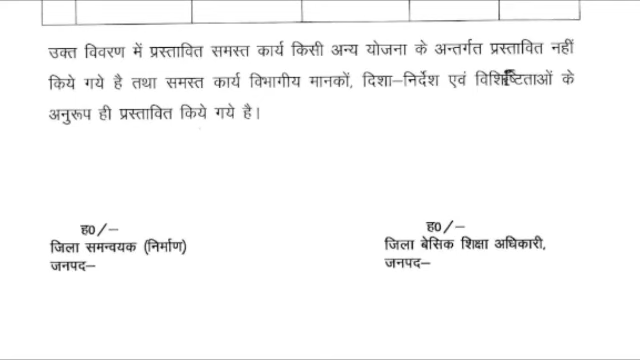 उक्त विवरण में प्रस्तावित समस्त कार्य किसी अन्य योजना के अन्तर्गत प्रस्तावित नहीं
किये गये है तथा समस्त कार्य विभागीय मानकों, दिशा–निर्देश एवं विशिष्टिताओं के
अनुरूप ही प्रस्तावित किये गये है।
ह0/–
ह0/–
जिला समन्वयक (निर्माण)
जिला बेसिक शिक्षा अधिकारी,
जनपद–
जनपद–